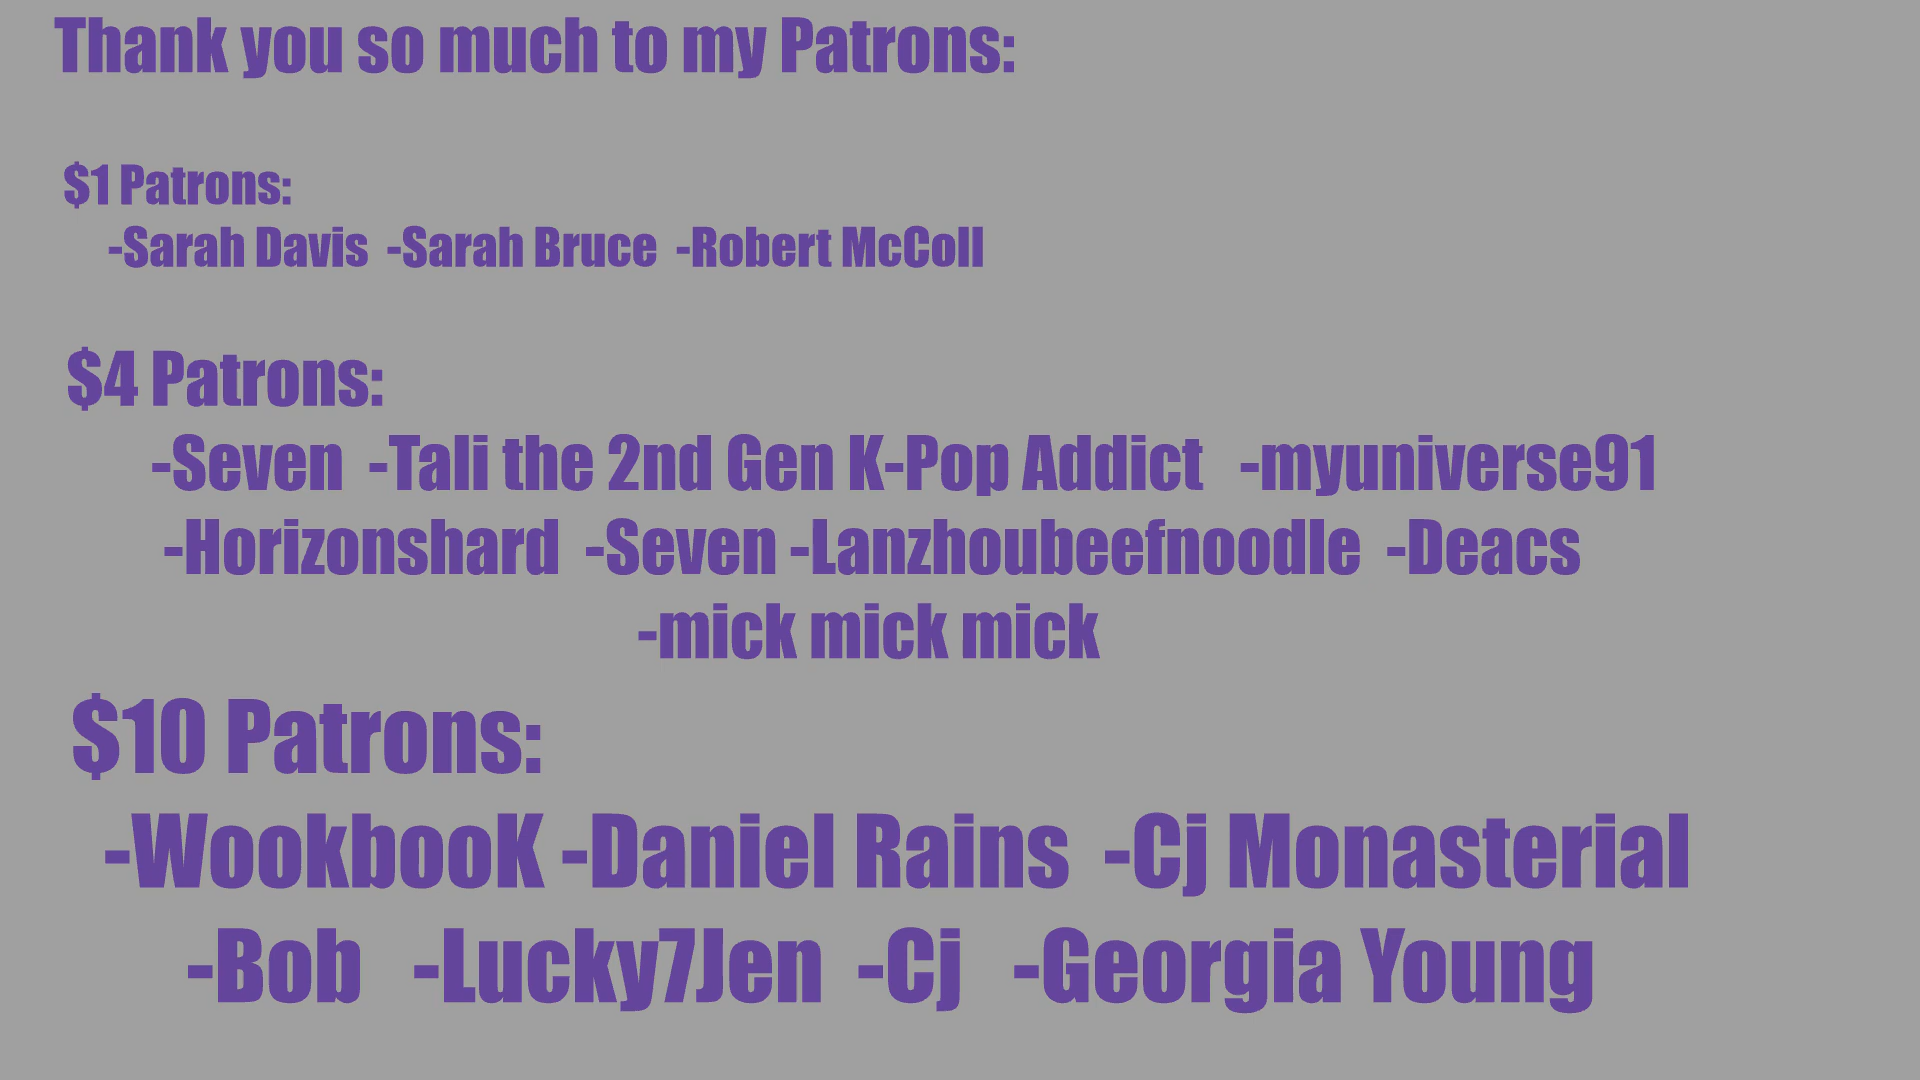 Thank you so much to my Patrons:
$1 Patrons:
-Sarah Davis -Sarah Bruce -Robert McColl
$4 Patrons:
-Seven -Tali the 2nd Gen K-Pop Addict -myuniverse91
-Horizonshard -Seven -Lanzhoubeefnoodle -Deacs
-mick mick mick
$10 Patrons:
-WookbooK -Daniel Rains -Cj Monasterial
-Bob -Lucky7Jen -Cj -Georgia Young